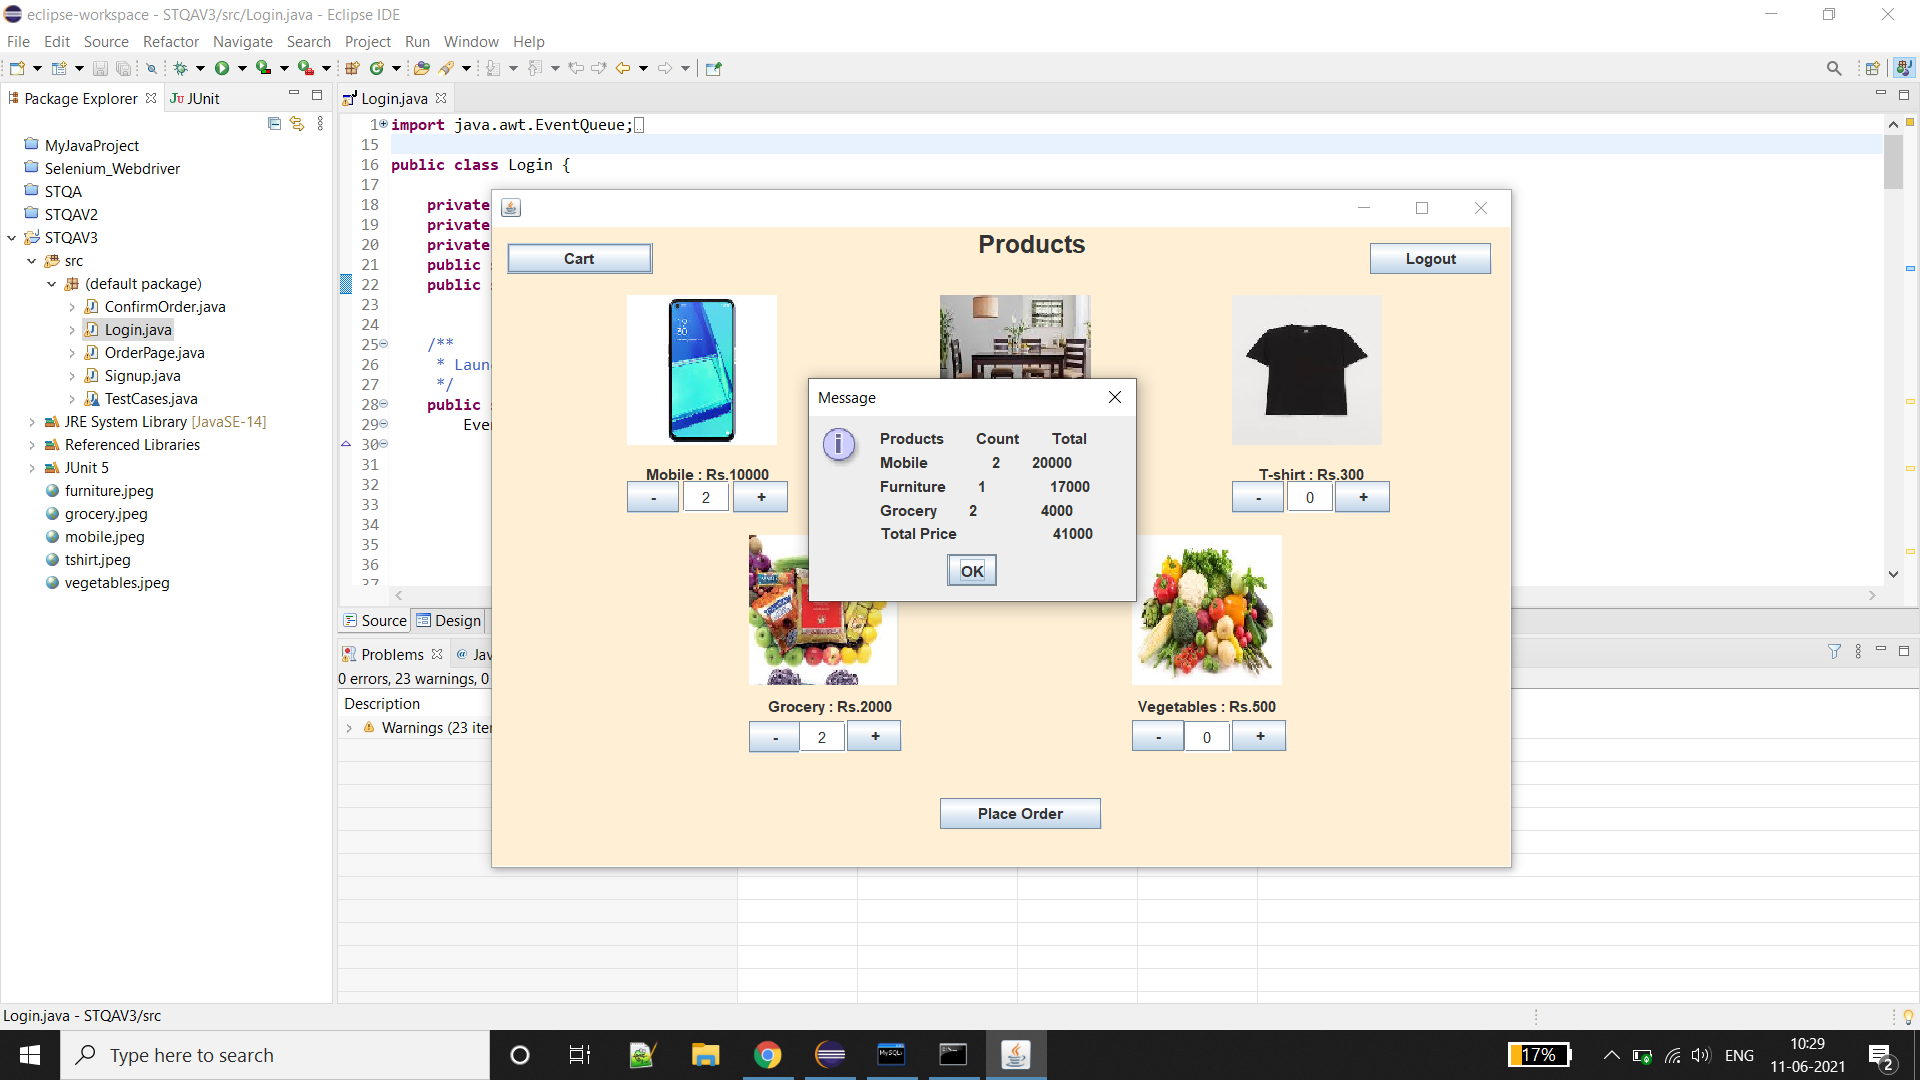 eclipse-workspace - STQAV3/src/Login.java - Eclipse IDE
File Edit Source Refactor Navigate Search Project Run Window Help
Package Explorer JUnit
Login.java
MyJavaProject
Selenium_Webdriver
STQA
STQAV2
STQAV3
src
(default package)
ConfirmOrder.java
Login.java
OrderPage.java
Signup.java
TestCases.java
JRE System Library [JavaSE-14]
Referenced Libraries
JUnit 5
furniture.jpeg
grocery.jpeg
mobile.jpeg
tshirt.jpeg
vegetables.jpeg
1 import java.awt.EventQueue;
15
16 public class Login {
17
18 private
19 private
20 private
21 public
22 public
23
24
25 /**
26 * Laun
27 */
28 public
29 Eve
30
31
32
33
34
35
36
37
Source Design
Problems Jav
0 errors, 23 warnings, 0
Description
Warnings (23 iter
Cart
Products
Logout
Mobile : Rs.10000
- 2 +
T-shirt : Rs.300
- 0 +
Grocery : Rs.2000
- 2 +
Vegetables : Rs.500
- 0 +
Place Order
Message
Products Count Total
Mobile 2 20000
Furniture 1 17000
Grocery 2 4000
Total Price 41000
OK
Login.java - STQAV3/src
Type here to search
17%
ENG
10:29
11-06-2021
2